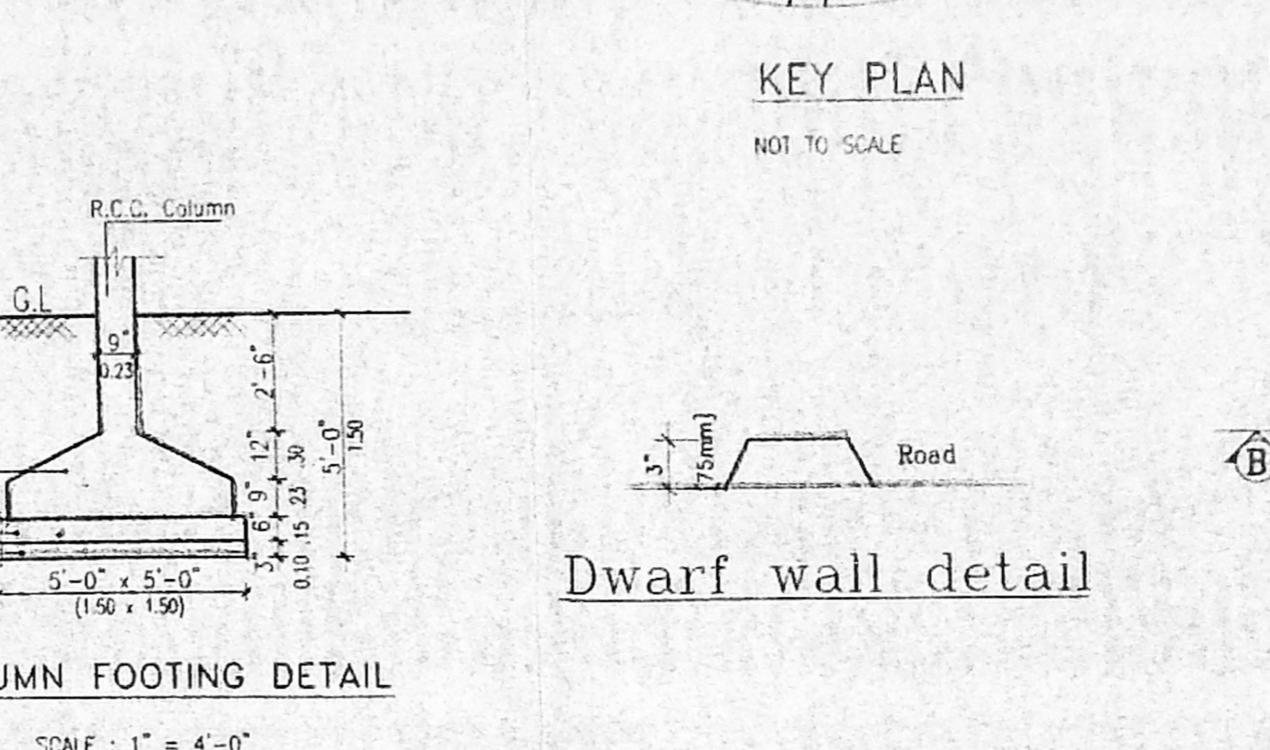 KEY PLAN
NOT TO SCALE
R.C.C. Column
G.L
9"
0.23
2'-6"
12"
.30
9"
.23
6"
.15
3"
0.10
5'-0"
1.50
5'-0" x 5'-0"
(1.50 x 1.50)
UMN FOOTING DETAIL
SCALE : 1" = 4'-0"
3"
75mm}
Road
Dwarf wall detail
B